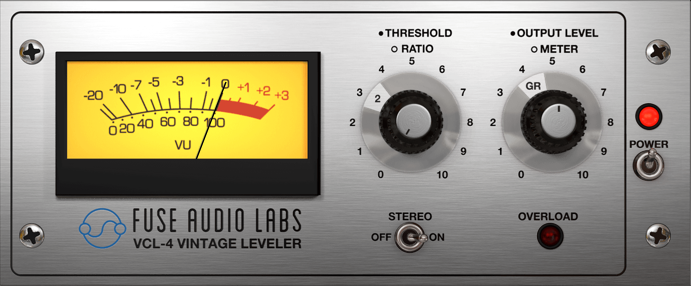 -20 -10 -7 -5 -3 -1 0 +1 +2 +3
0 20 40 60 80 100
VU
FUSE AUDIO LABS
VCL-4 VINTAGE LEVELER
THRESHOLD
RATIO
0 1 2 3 4 5 6 7 8 9 10
2
STEREO
OFF ON
OUTPUT LEVEL
METER
0 1 2 3 4 5 6 7 8 9 10
GR
OVERLOAD
POWER